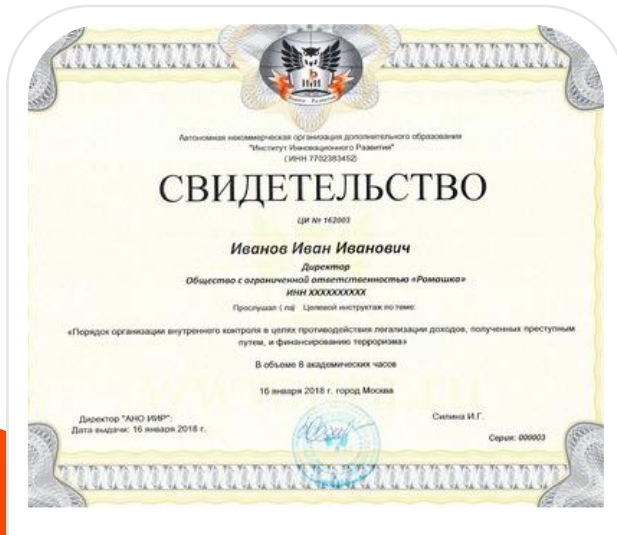 ИИР
Автономная некоммерческая организация дополнительного образования
"Институт Инновационного Развития"
( ИНН 7702383452)
СВИДЕТЕЛЬСТВО
ЦИ № 162003
Иванов Иван Иванович
Директор
Общество с ограниченной ответственностью «Ромашка»
ИНН XXXXXXXXXX
Прослушал ( ла) Целевой инструктаж по теме:
«Порядок организации внутреннего контроля в целях противодействия легализации доходов, полученных преступным
путем, и финансированию терроризма»
В объеме 8 академических часов
16 января 2018 г. город Москва
Директор "АНО ИИР":
Силина И.Г.
Дата выдачи: 16 января 2018 г.
Серия: 000003